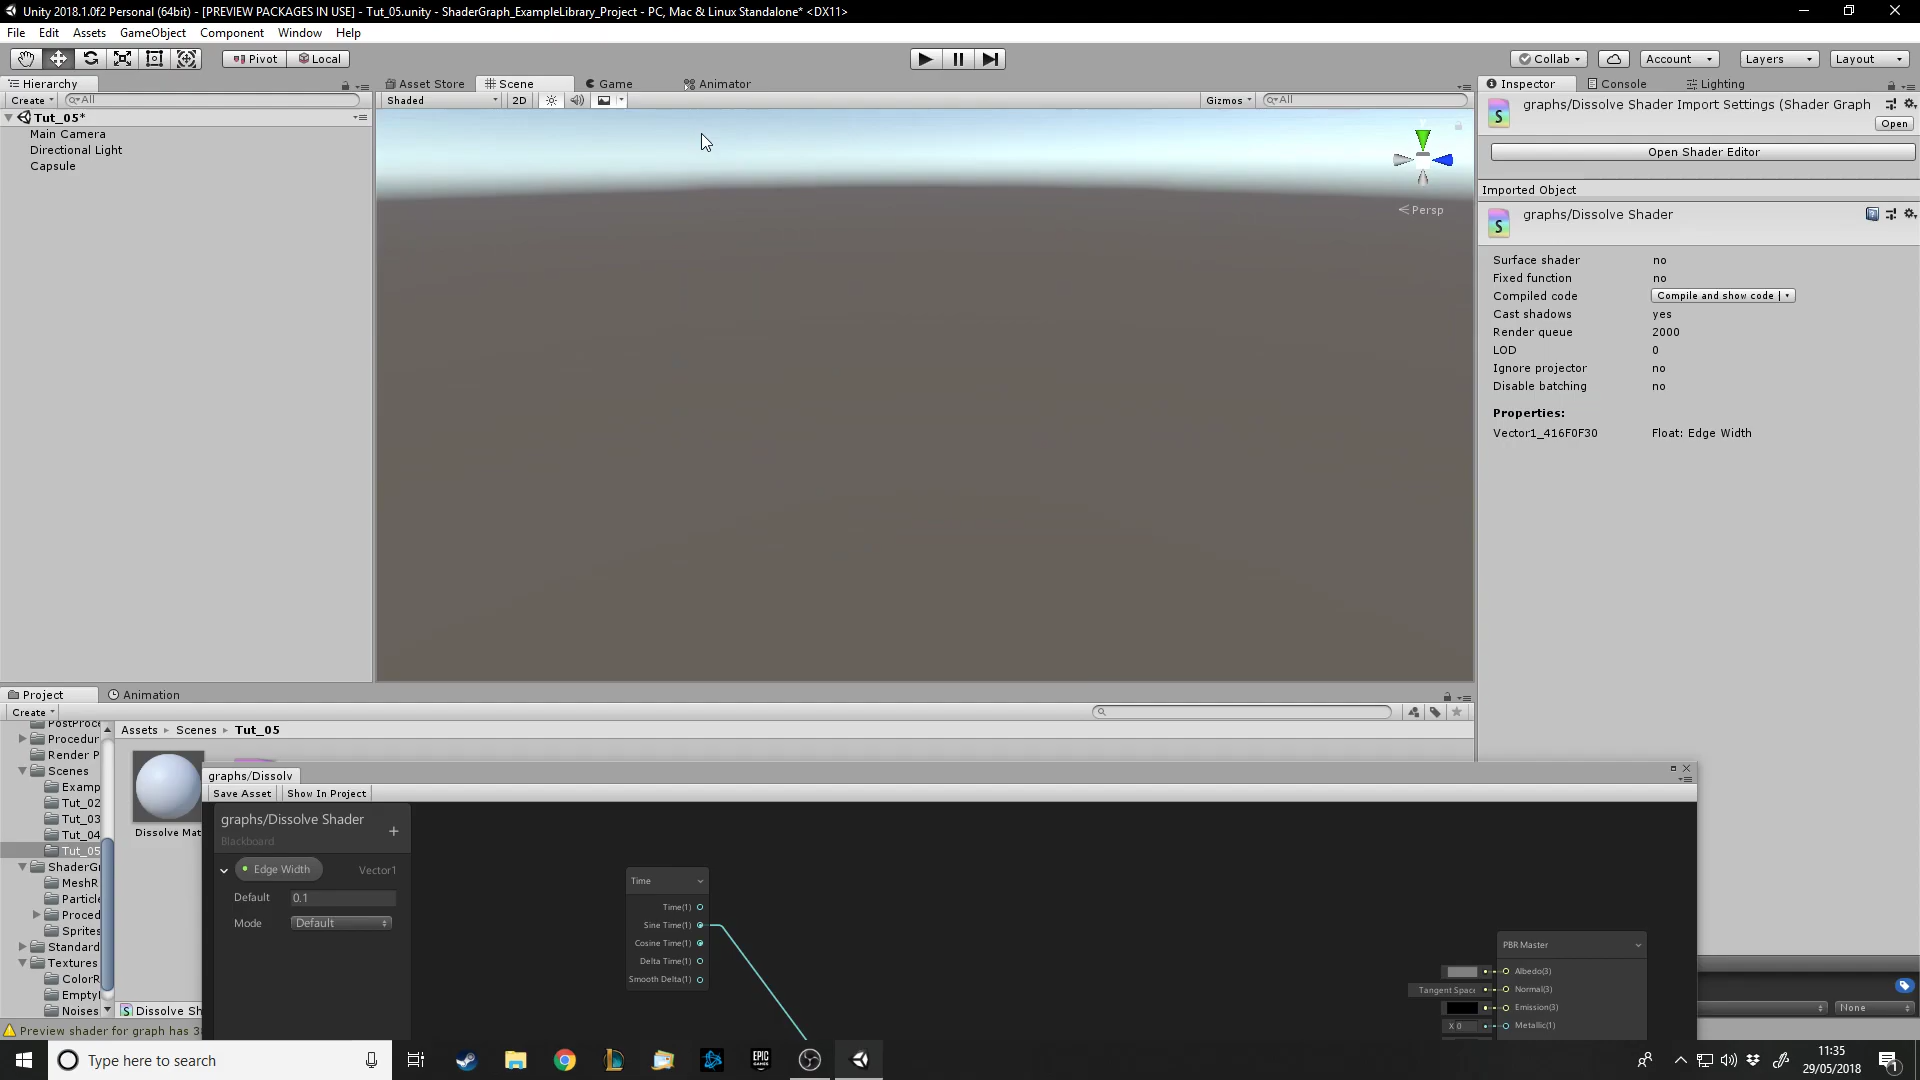 Unity 2018.1.0f2 Personal (64bit) - [PREVIEW PACKAGES IN USE] - Tut_05.unity - ShaderGraph_ExampleLibrary_Project - PC, Mac & Linux Standalone* <DX11>
File Edit Assets GameObject Component Window Help
Pivot Local Collab Account Layers Layout
Hierarchy Asset Store Scene Game Animator Inspector Console Lighting
Create All Shaded 2D Gizmos All
graphs/Dissolve Shader Import Settings (Shader Graph
Open
Tut_05*
Main Camera
Directional Light
Capsule
Persp
Open Shader Editor
Imported Object
graphs/Dissolve Shader
Surface shader no
Fixed function no
Compiled code Compile and show code
Cast shadows yes
Render queue 2000
LOD 0
Ignore projector no
Disable batching no
Properties:
Vector1_416F0F30 Float: Edge Width
Project Animation
Create
PostProce
Procedur
Render P
Scenes
Examp
Tut_02
Tut_03
Tut_04
Tut_05
ShaderG
MeshR
Particle
Proced
Sprites
Standard
Textures
ColorR
Empty
Noises
Assets Scenes Tut_05
Dissolve Mat
Dissolve Sh
graphs/Dissolv
Save Asset Show In Project
graphs/Dissolve Shader
Blackboard
Edge Width Vector1
Default 0.1
Mode Default
Time
Time(1)
Sine Time(1)
Cosine Time(1)
Delta Time(1)
Smooth Delta(1)
PBR Master
Albedo(3)
Tangent Space Normal(3)
Emission(3)
X 0 Metallic(1)
None
Preview shader for graph has 3
Type here to search
EPIC GAMES
11:35
29/05/2018
1